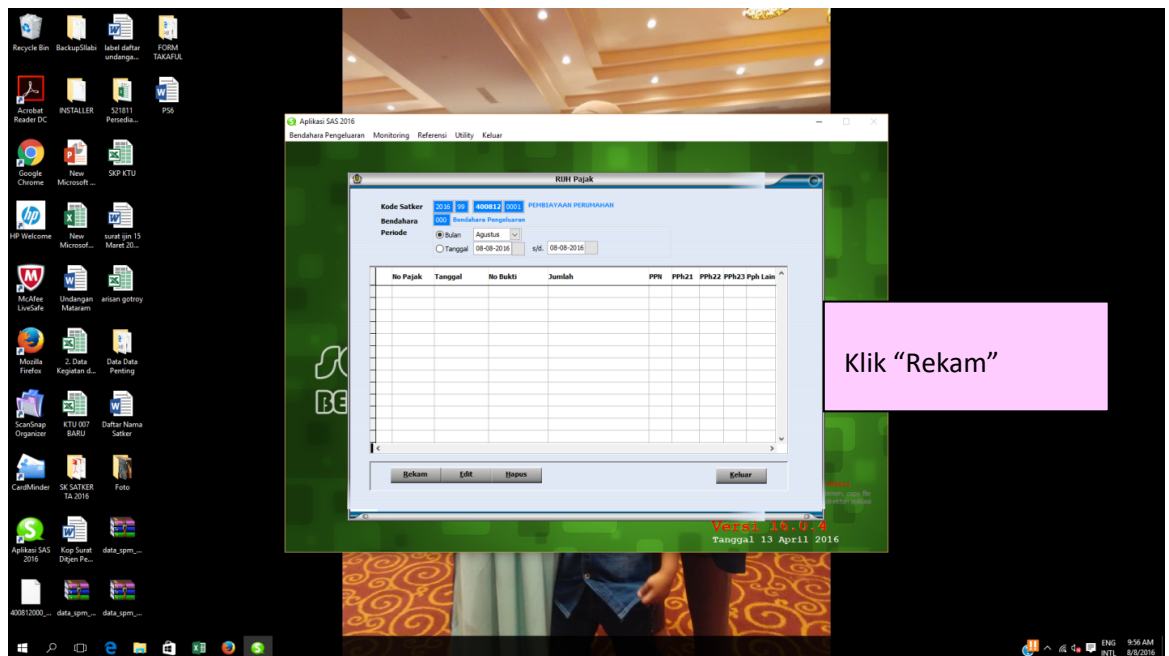 Recycle Bin
BackupSilabi
label daftar undanga...
FORM TAKAFUL
Acrobat Reader DC
INSTALLER
521811 Persedia...
PS6
Google Chrome
New Microsoft ...
SKP KTU
HP Welcome
New Microsof...
surat ijin 15 Maret 20...
McAfee LiveSafe
Undangan Mataram
arisan gotroy
Mozilla Firefox
2. Data Kegiatan d...
Data Data Penting
ScanSnap Organizer
KTU 007 BARU
Daftar Nama Satker
CardMinder
SK SATKER TA 2016
Foto
Aplikasi SAS 2016
Kop Surat Ditjen Pe...
data_spm_...
400812000_...
data_spm_...
data_spm_...
Aplikasi SAS 2016
Bendahara Pengeluaran Monitoring Referensi Utility Keluar
RUH Pajak
Kode Satker 2016 99 400812 0001 PEMBIAYAAN PERUMAHAN
Bendahara 000 Bendahara Pengeluaran
Periode Bulan Agustus
Tanggal 08-08-2016 s/d. 08-08-2016
No Pajak Tanggal No Bukti Jumlah PPN PPh21 PPh22 PPh23 Pph Lain
Rekam Edit Hapus Keluar
Versi 16.0.4
Tanggal 13 April 2016
Klik “Rekam”
ENG 9:56 AM
INTL 8/8/2016